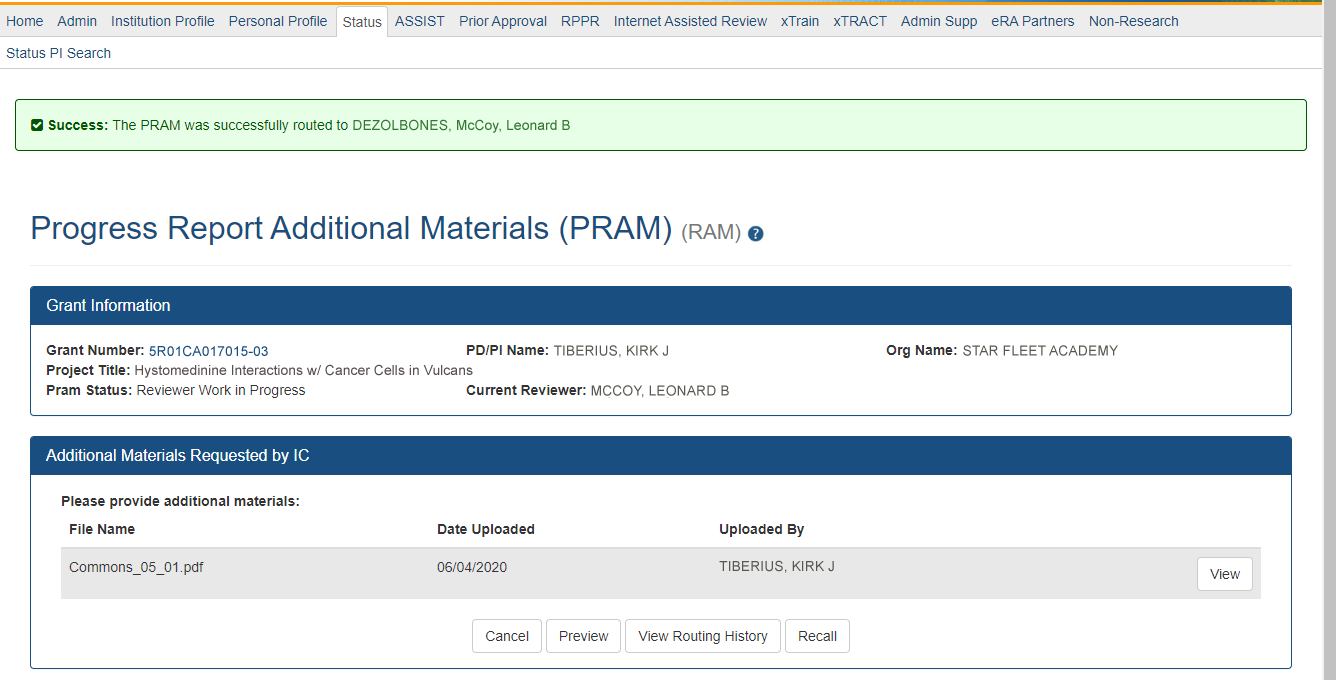 Home Admin Institution Profile Personal Profile Status ASSIST Prior Approval RPPR Internet Assisted Review xTrain xTRACT Admin Supp eRA Partners Non-Research
Status PI Search
Success: The PRAM was successfully routed to DEZOLBONES, McCoy, Leonard B
Progress Report Additional Materials (PRAM) (RAM) ?
Grant Information
Grant Number: 5R01CA017015-03 PD/PI Name: TIBERIUS, KIRK J Org Name: STAR FLEET ACADEMY
Project Title: Hystomedinine Interactions w/ Cancer Cells in Vulcans
Pram Status: Reviewer Work in Progress Current Reviewer: MCCOY, LEONARD B
Additional Materials Requested by IC
Please provide additional materials:
File Name Date Uploaded Uploaded By
Commons_05_01.pdf 06/04/2020 TIBERIUS, KIRK J View
Cancel Preview View Routing History Recall